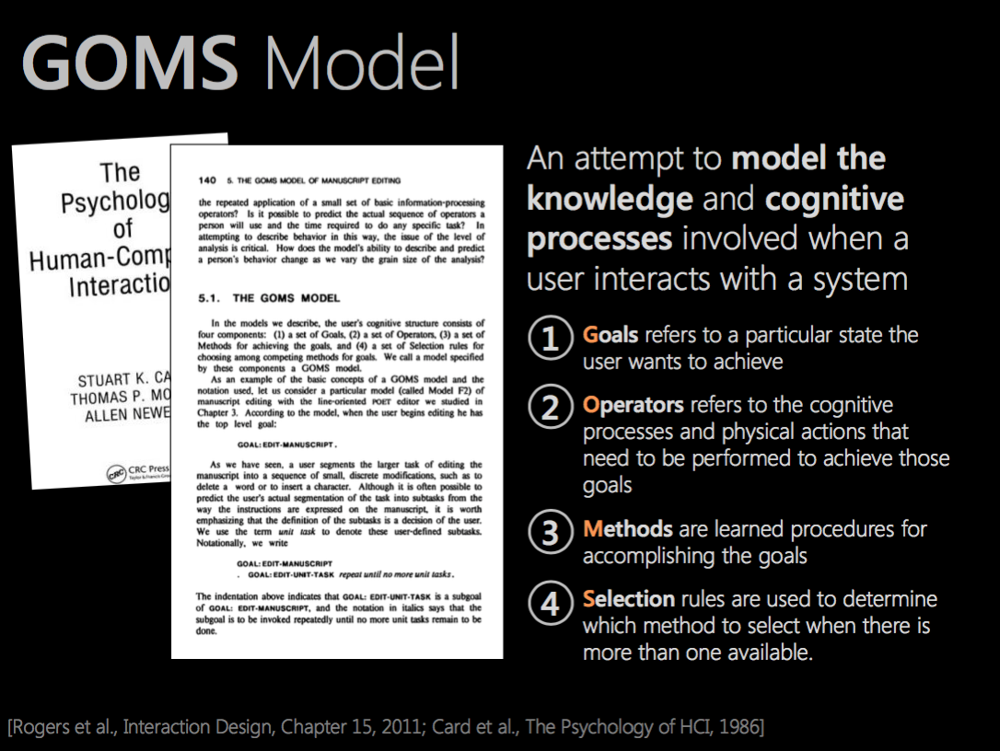 GOMS Model
The
Psycholog
of
Human-Comp
Interactio
STUART K. CA
THOMAS P. MO
ALLEN NEWE
CRC
CRC Press
140 5. THE GOMS MODEL OF MANUSCRIPT EDITING
the repeated application of a small set of basic information-processing
operators? Is it possible to predict the actual sequence of operators a
person will use and the time required to do any specific task? In
attempting to describe behavior in this way, the issue of the level of
analysis is critical. How does the model's ability to describe and predict
a person's behavior change as we vary the grain size of the analysis?
5.1. THE GOMS MODEL
In the models we describe, the user's cognitive structure consists of
four components: (1) a set of Goals, (2) a set of Operators, (3) a set of
Methods for achieving the goals, and (4) a set of Selection rules for
choosing among competing methods for goals. We call a model specified
by these components a GOMS model.
As an example of the basic concepts of a GOMS model and the
notation used, let us consider a particular model (called Model F2) of
manuscript editing with the line-oriented POET editor we studied in
Chapter 3. According to the model, when the user begins editing he has
the top level goal:
GOAL: EDIT-MANUSCRIPT .
As we have seen, a user segments the larger task of editing the
manuscript into a sequence of small, discrete modifications, such as to
delete a word or to insert a character. Although it is often possible to
predict the user's actual segmentation of the task into subtasks from the
way the instructions are expressed on the manuscript, it is worth
emphasizing that the definition of the subtasks is a decision of the user.
We use the term unit task to denote these user-defined subtasks.
Notationally, we write
GOAL: EDIT-MANUSCRIPT
. GOAL: EDIT-UNIT-TASK repeat until no more unit tasks.
The indentation above indicates that GOAL: EDIT-UNIT-TASK is a subgoal
of GOAL: EDIT-MANUSCRIPT, and the notation in italics says that the
subgoal is to be invoked repeatedly until no more unit tasks remain to be
done.
An attempt to model the
knowledge and cognitive
processes involved when a
user interacts with a system
1 Goals refers to a particular state the
user wants to achieve
2 Operators refers to the cognitive
processes and physical actions that
need to be performed to achieve those
goals
3 Methods are learned procedures for
accomplishing the goals
4 Selection rules are used to determine
which method to select when there is
more than one available.
[Rogers et al., Interaction Design, Chapter 15, 2011; Card et al., The Psychology of HCI, 1986]